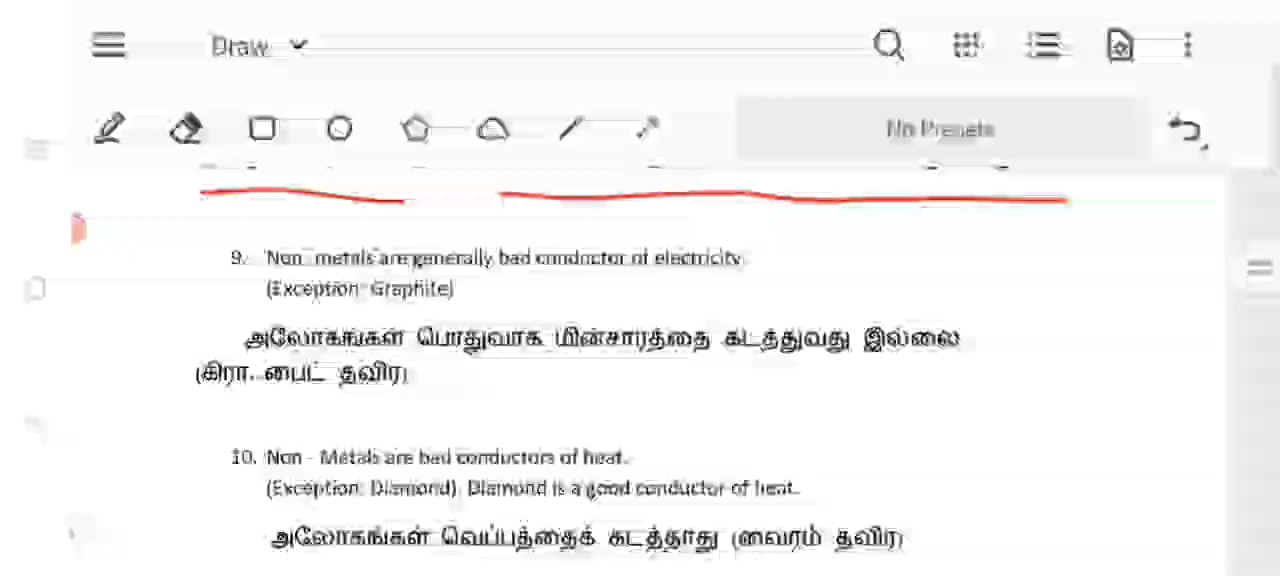 Draw
No Presets
9. Non - metals are generally bad conductor of electricity.
(Exception: Graphite)
அலோகங்கள் பொதுவாக மின்சாரத்தை கடத்துவது இல்லை
(கிராஃபைட் தவிர)
10. Non - Metals are bad conductors of heat.
(Exception: Diamond). Diamond is a good conductor of heat.
அலோகங்கள் வெப்பத்தைக் கடத்தாது (வைரம் தவிர)